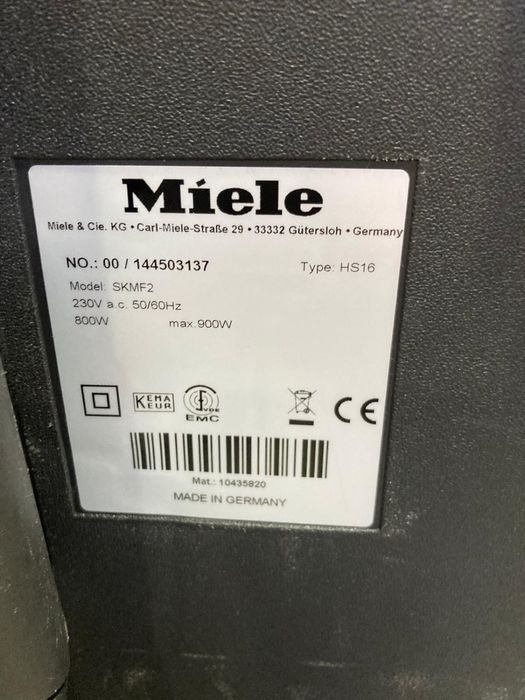 Miele
Miele & Cie. KG • Carl-Miele-Straße 29 • 33332 Gütersloh • Germany
NO.: 00 / 144503137 Type: HS16
Model: SKMF2
230V a.c. 50/60Hz
800W max.900W
KEMA
KEUR
VDE
EMC
CE
Mat.: 10435820
MADE IN GERMANY